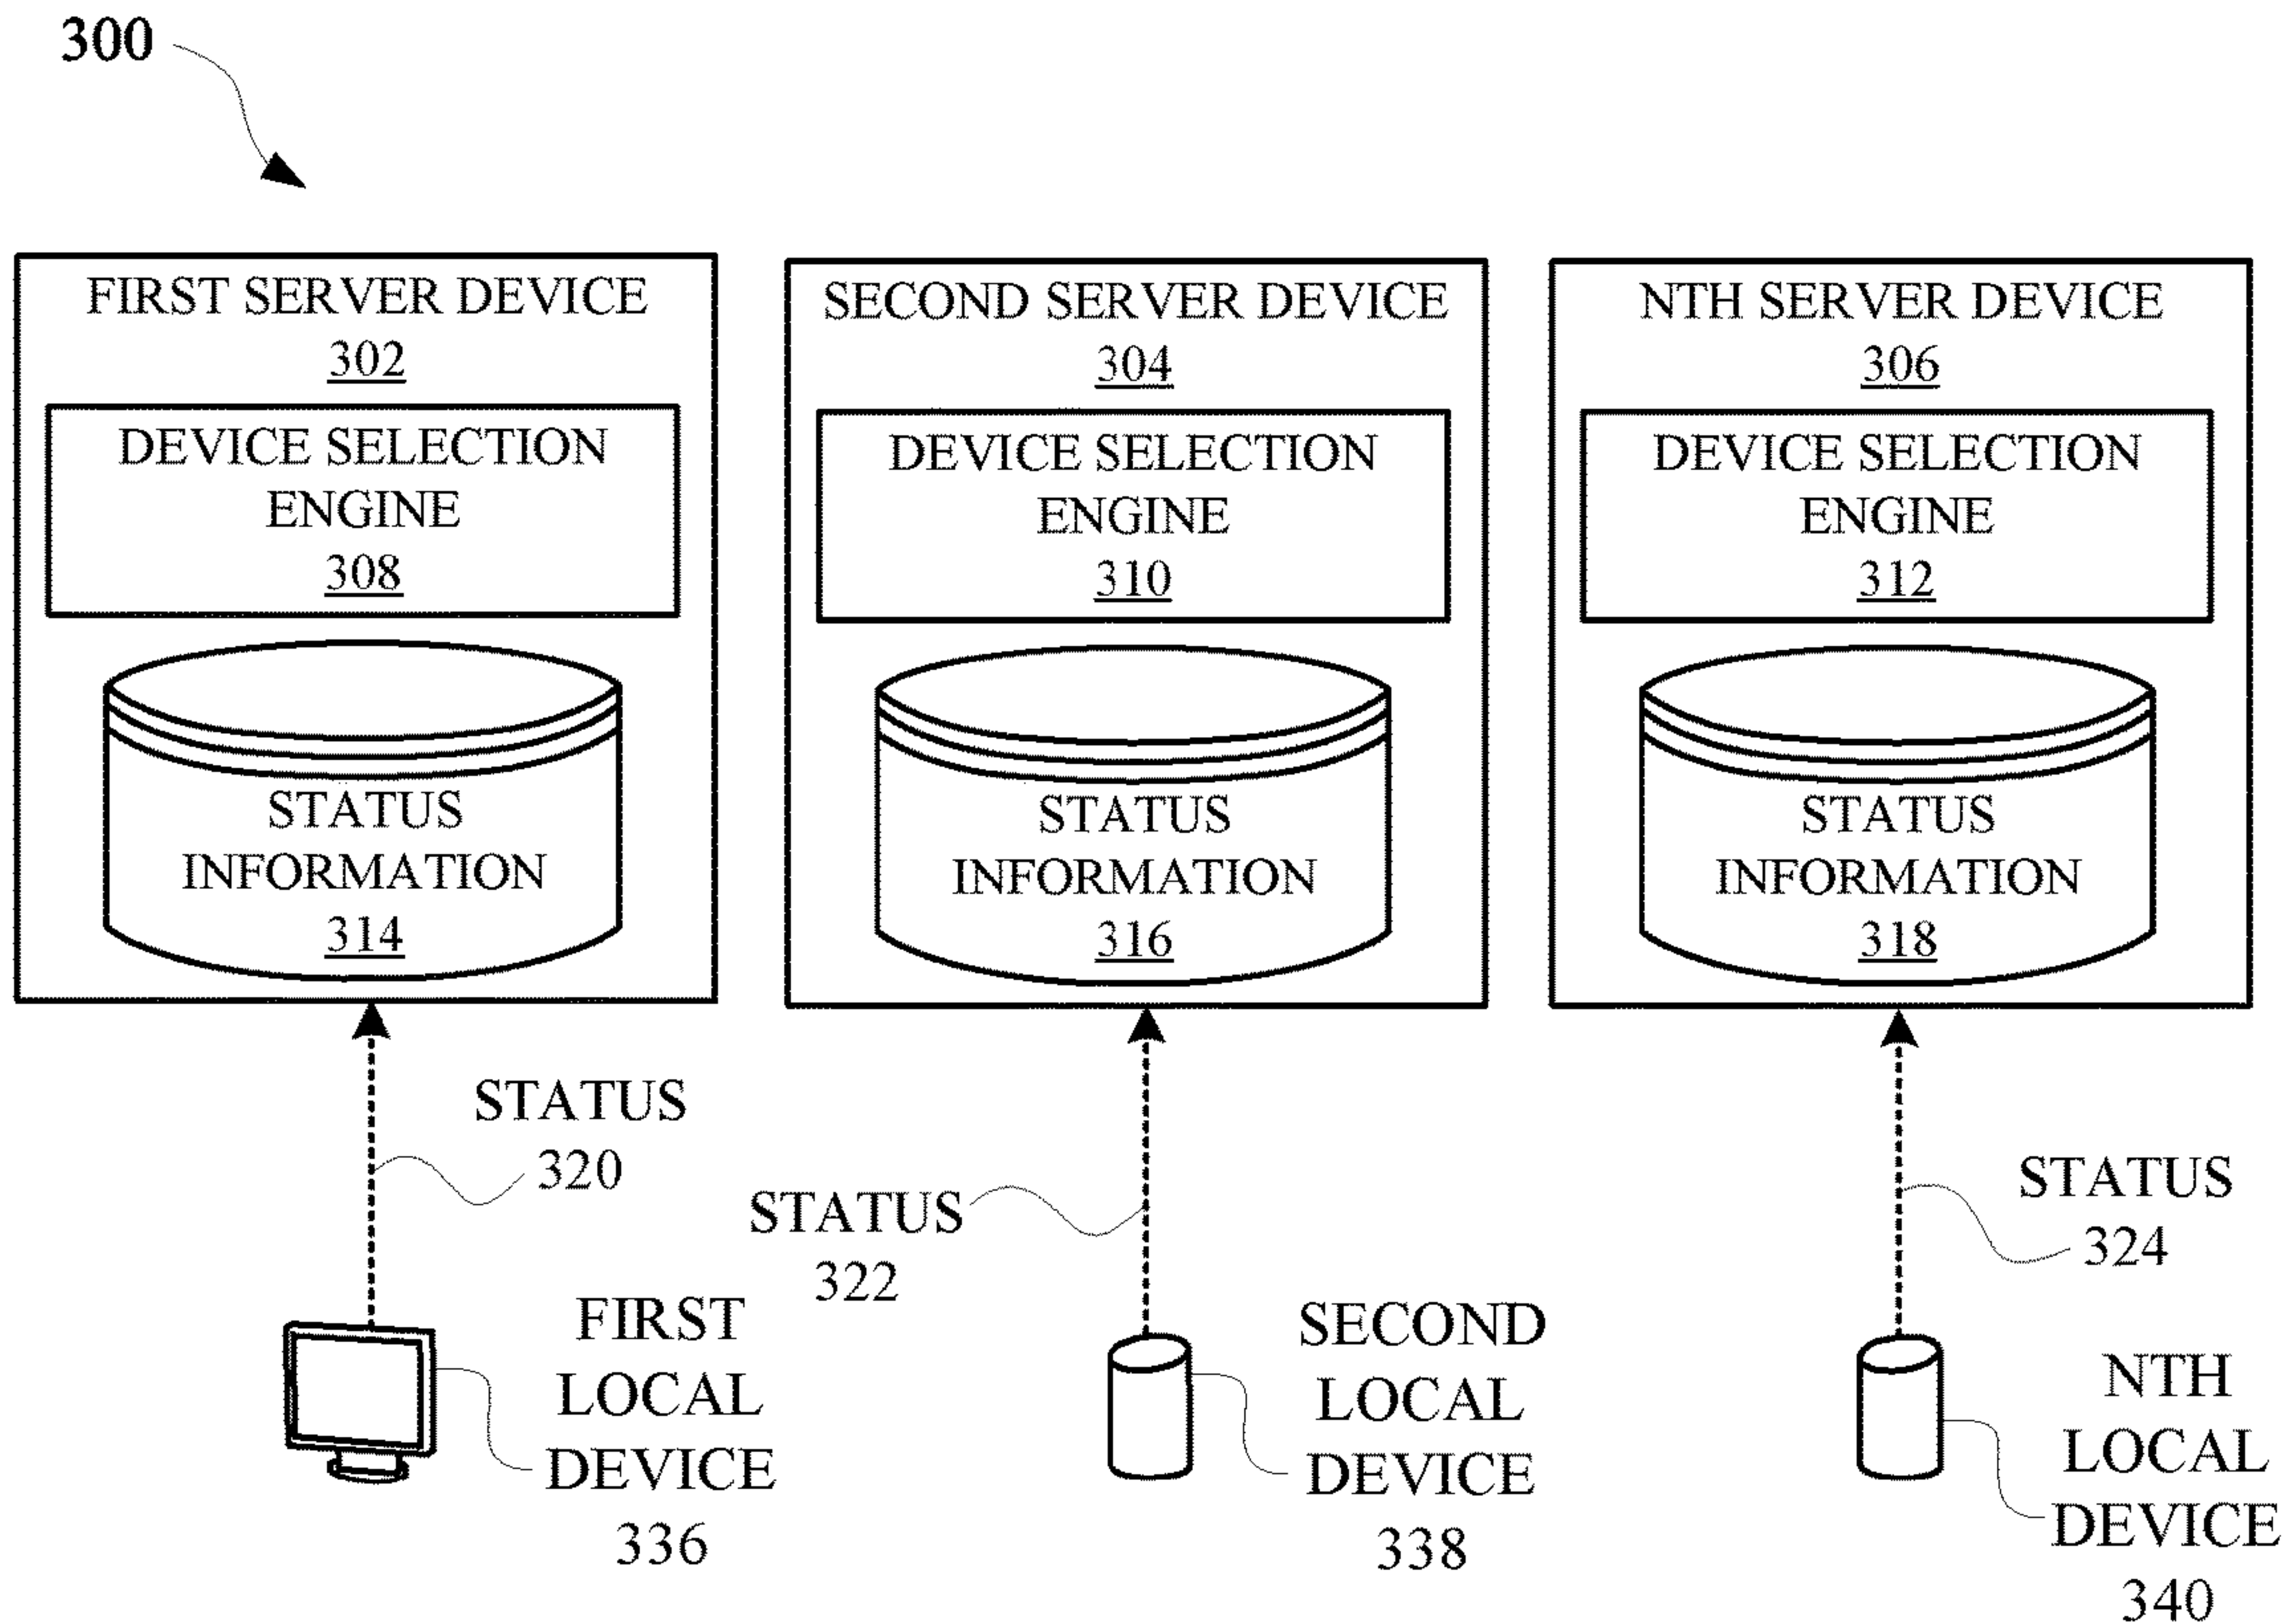 300
FIRST SERVER DEVICE
302
DEVICE SELECTION
ENGINE
308
STATUS
INFORMATION
314
SECOND SERVER DEVICE
304
DEVICE SELECTION
ENGINE
310
STATUS
INFORMATION
316
NTH SERVER DEVICE
306
DEVICE SELECTION
ENGINE
312
STATUS
INFORMATION
318
STATUS
320
STATUS
322
STATUS
324
FIRST
LOCAL
DEVICE
336
SECOND
LOCAL
DEVICE
338
NTH
LOCAL
DEVICE
340